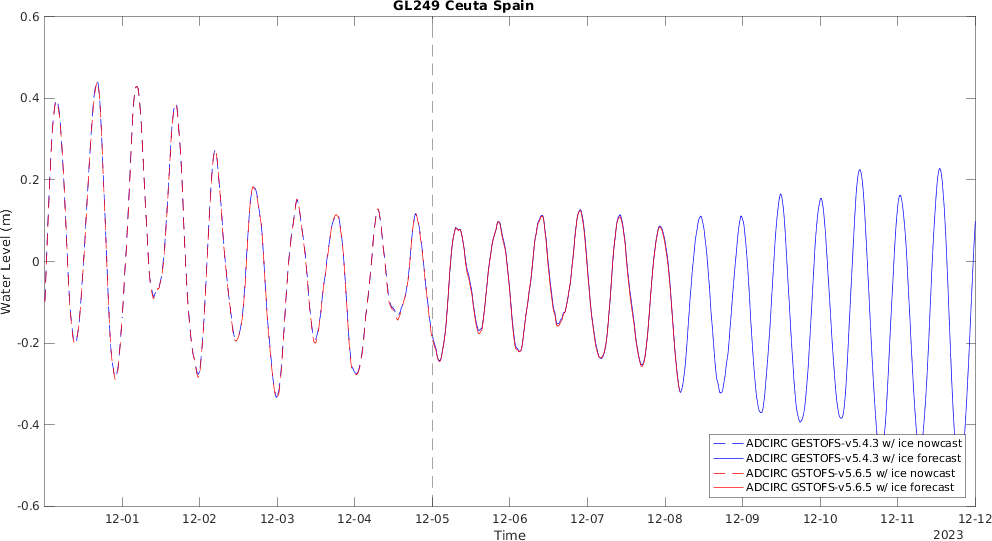 GL249 Ceuta Spain
0.6
0.4
0.2
0
-0.2
-0.4
-0.6
Water Level (m)
12-01 12-02 12-03 12-04 12-05 12-06 12-07 12-08 12-09 12-10 12-11 12-12
Time
2023
ADCIRC GESTOFS-v5.4.3 w/ ice nowcast
ADCIRC GESTOFS-v5.4.3 w/ ice forecast
ADCIRC GSTOFS-v5.6.5 w/ ice nowcast
ADCIRC GSTOFS-v5.6.5 w/ ice forecast